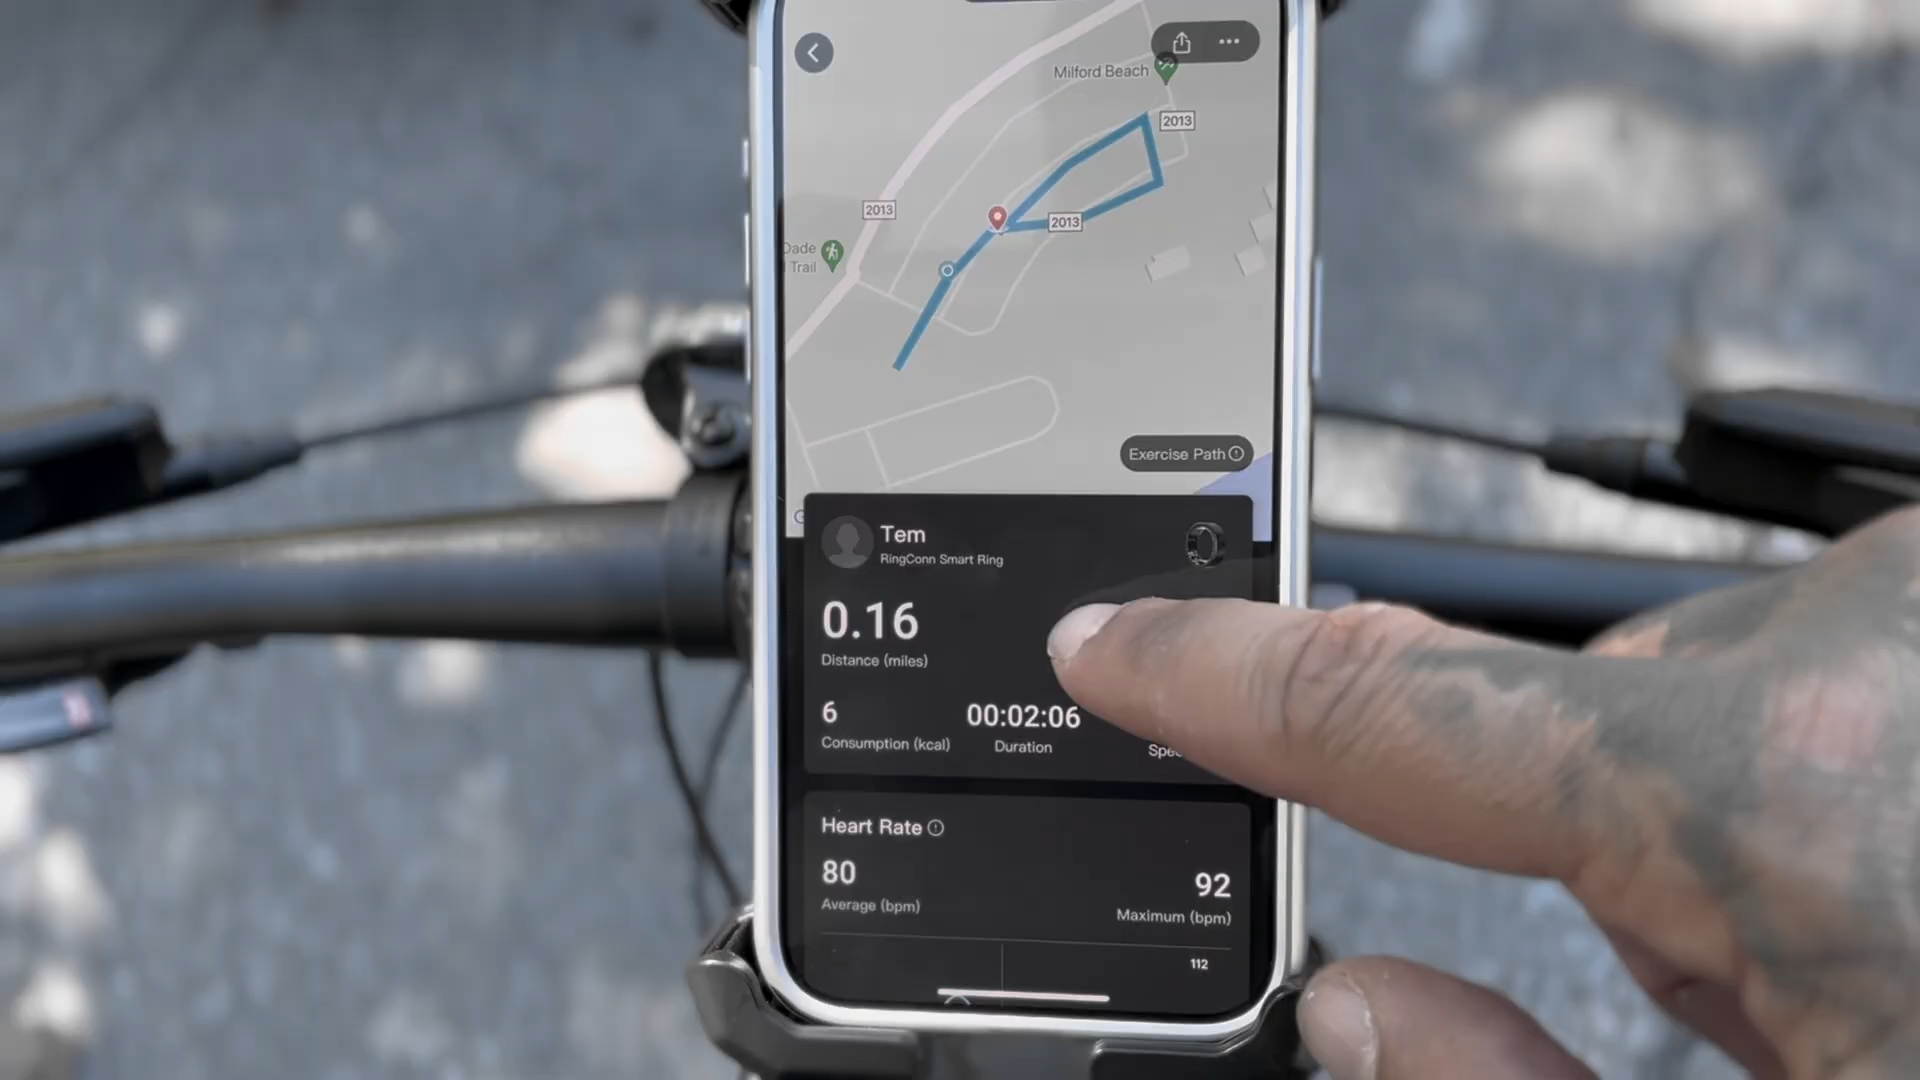 Milford Beach
2013
2013
2013
Dade
Trail
Exercise Path
Tem
RingConn Smart Ring
0.16
Distance (miles)
6
00:02:06
Consumption (kcal)
Duration
Heart Rate
80
92
Average (bpm)
Maximum (bpm)
112